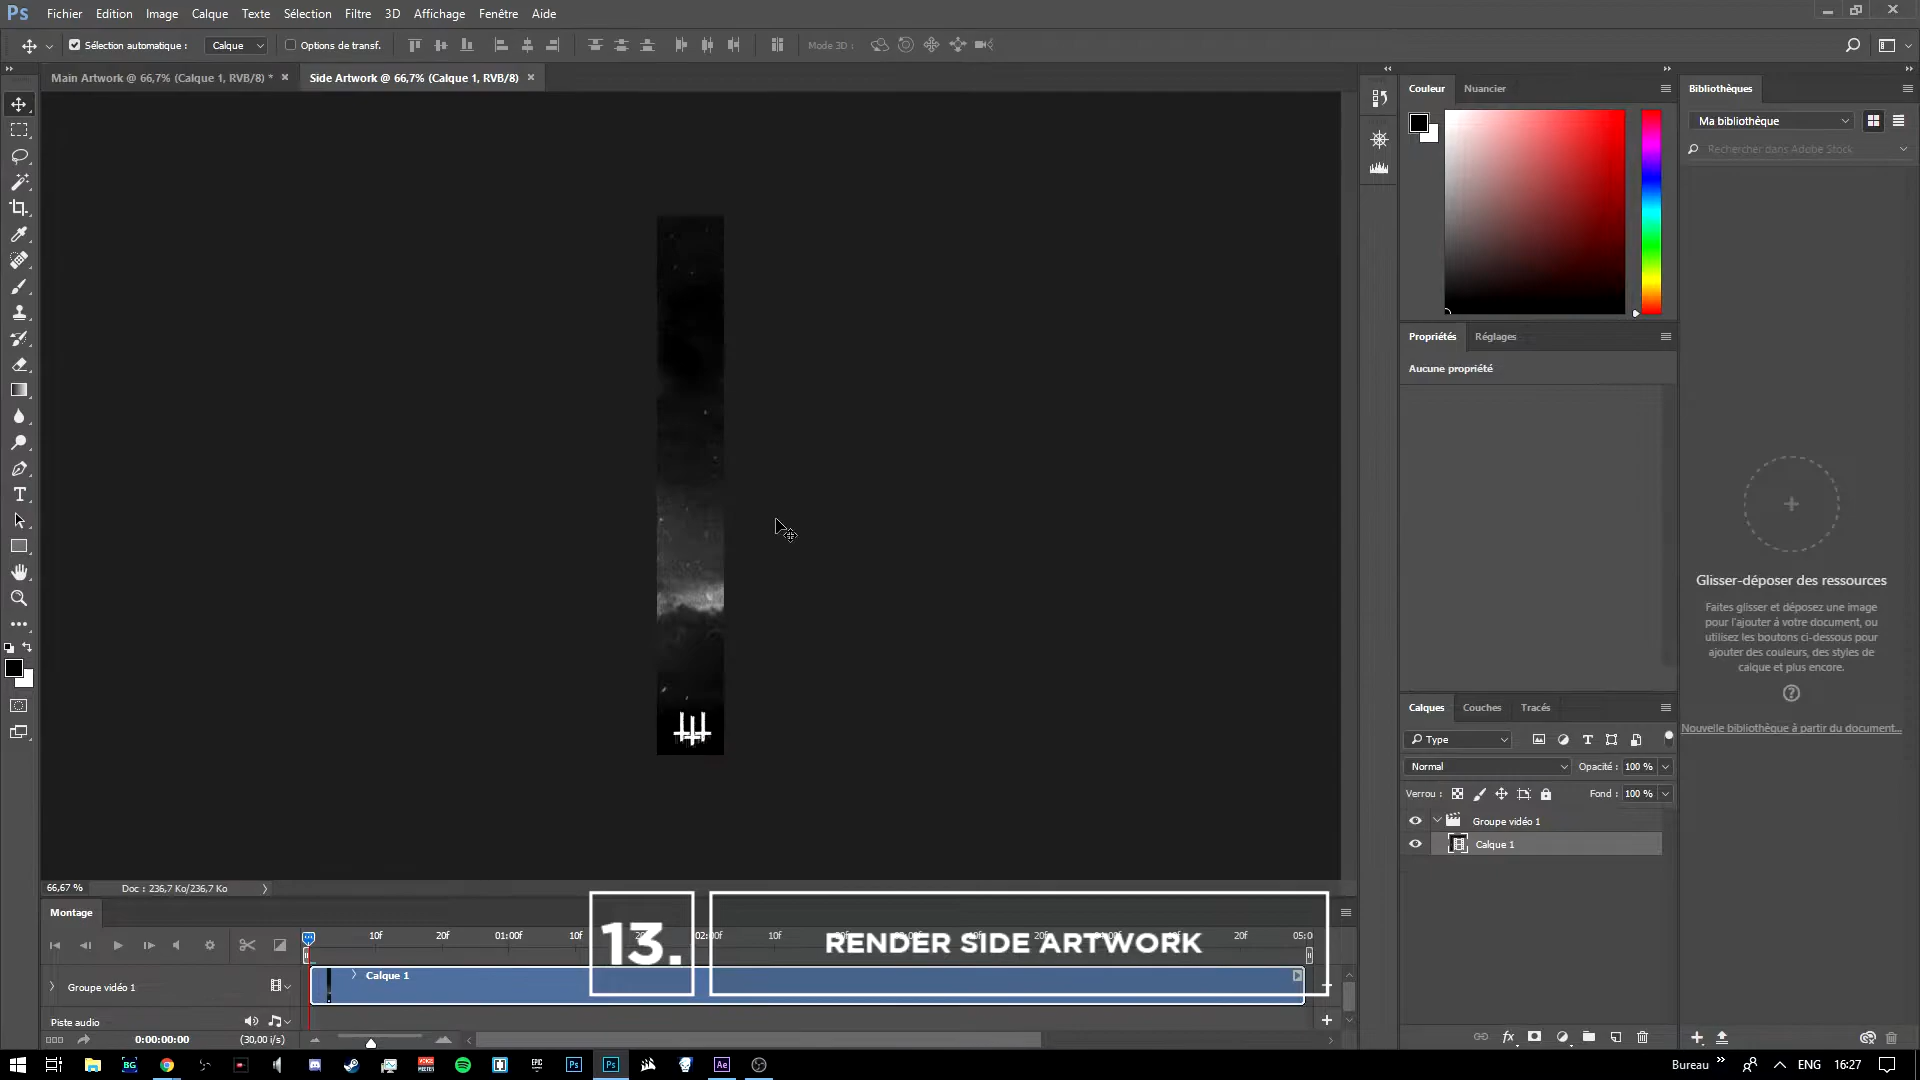 Ps Fichier Edition Image Calque Texte Sélection Filtre 3D Affichage Fenêtre Aide
Sélection automatique : Calque Options de transf. Mode 3D :
Main Artwork @ 66,7% (Calque 1, RVB/8) * × Side Artwork @ 66,7% (Calque 1, RVB/8) ×
Couleur Nuancier
Bibliothèques
Ma bibliothèque
Rechercher dans Adobe Stock
Propriétés Réglages
Aucune propriété
Glisser-déposer des ressources
Faites glisser et déposez une image
pour l'ajouter à votre document, ou
utilisez les boutons ci-dessous pour
ajouter des couleurs, des styles de
calque et plus encore.
Nouvelle bibliothèque à partir du document...
Calques Couches Tracés
Type
Normal Opacité : 100 %
Verrou : Fond : 100 %
Groupe vidéo 1
Calque 1
66,67 % Doc : 236,7 Ko/236,7 Ko
Montage
10f 20f 01:00f 10f 02:00f 10f 20f 05:0
13. RENDER SIDE ARTWORK
Calque 1
Groupe vidéo 1
Piste audio
0:00:00:00 (30,00 i/s)
BG EPIC Ps Ps Ae Bureau ENG 16:27